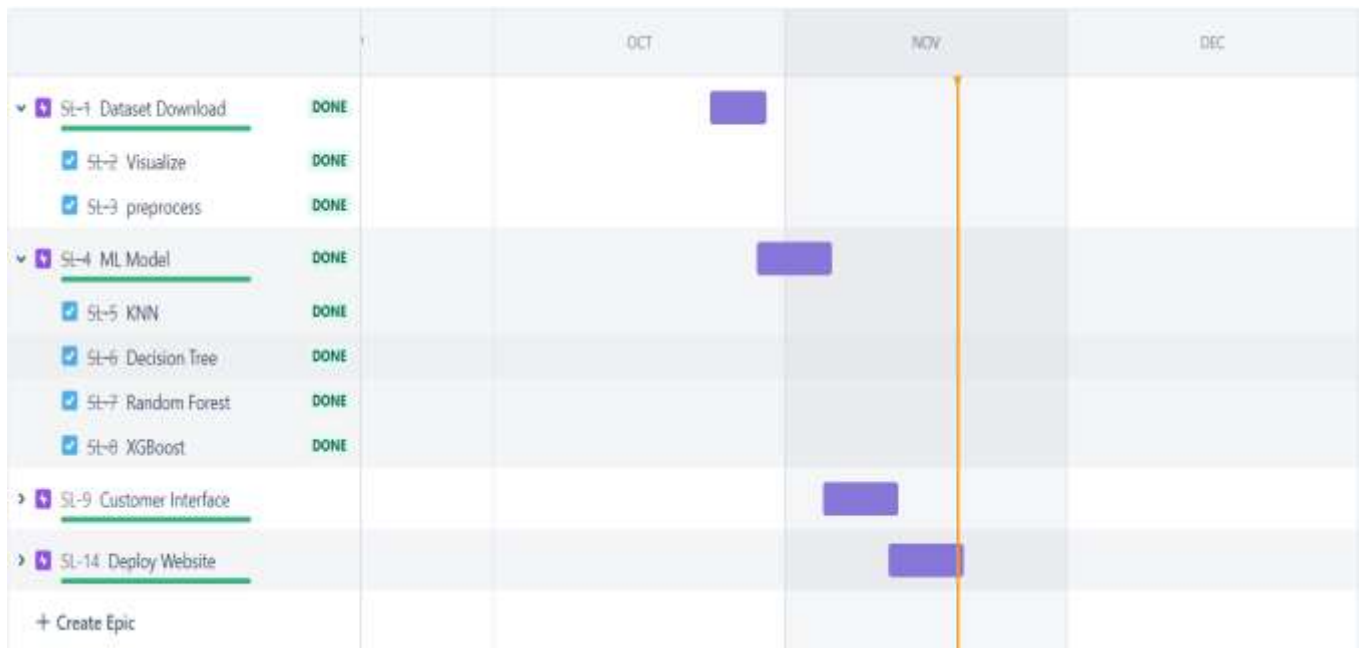 OCT NOV DEC
SL-1 Dataset Download DONE
SL-2 Visualize DONE
SL-3 preprocess DONE
SL-4 ML Model DONE
SL-5 KNN DONE
SL-6 Decision Tree DONE
SL-7 Random Forest DONE
SL-8 XGBoost DONE
SL-9 Customer Interface
SL-14 Deploy Website
+ Create Epic